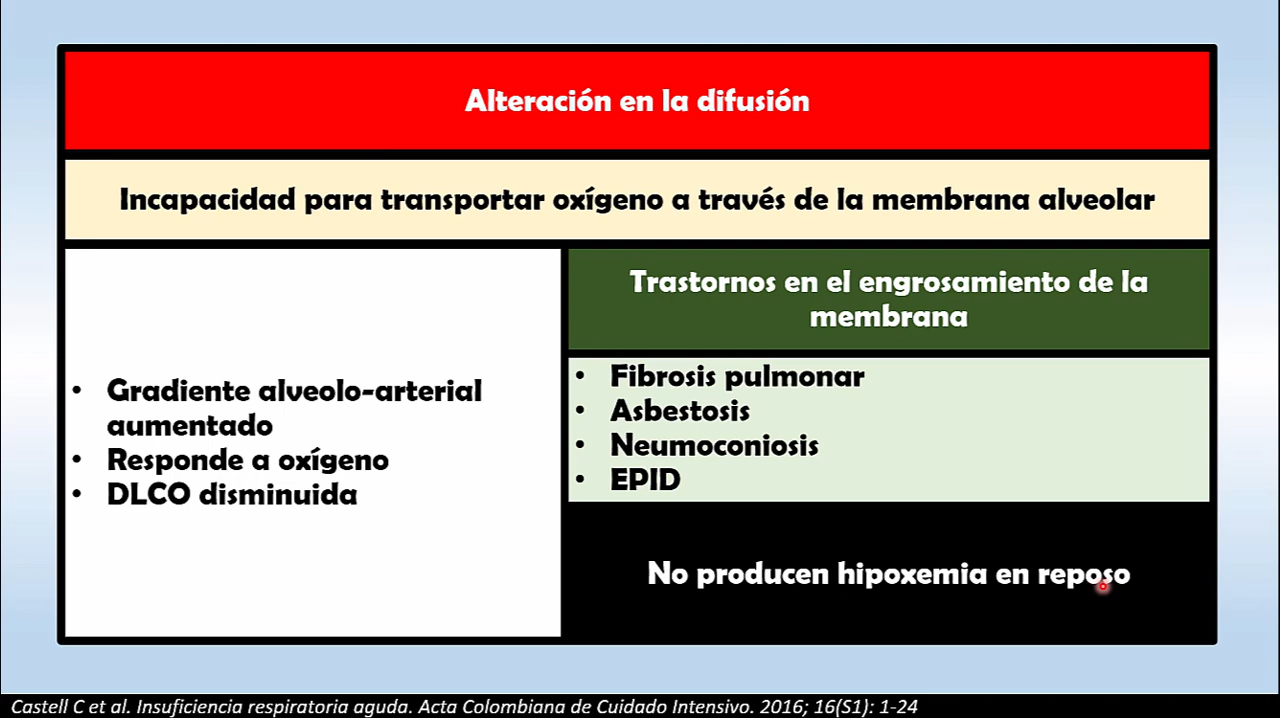 Alteración en la difusión
Incapacidad para transportar oxígeno a través de la membrana alveolar
• Gradiente alveolo-arterial
aumentado
• Responde a oxígeno
• DLCO disminuida
Trastornos en el engrosamiento de la
membrana
• Fibrosis pulmonar
• Asbestosis
• Neumoconiosis
• EPID
No producen hipoxemia en reposo
Castell C et al. Insuficiencia respiratoria aguda. Acta Colombiana de Cuidado Intensivo. 2016; 16(S1): 1-24